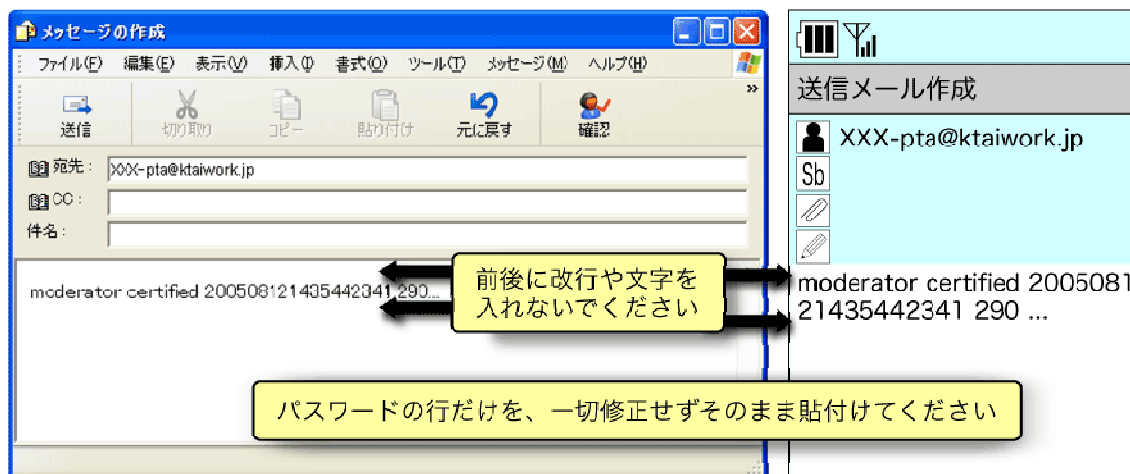 メッセージの作成
ファイル(F) 編集(E) 表示(V) 挿入(I) 書式(O) ツール(T) メッセージ(M) ヘルプ(H)
送信 切り取り コピー 貼り付け 元に戻す 確認 »
宛先: XXX-pta@ktaiwork.jp
CC:
件名:
moderator certified 200508121435442341 290...
前後に改行や文字を
入れないでください
パスワードの行だけを、一切修正せずそのまま貼付けてください
送信メール作成
XXX-pta@ktaiwork.jp
Sb
moderator certified 2005081
21435442341 290 ...